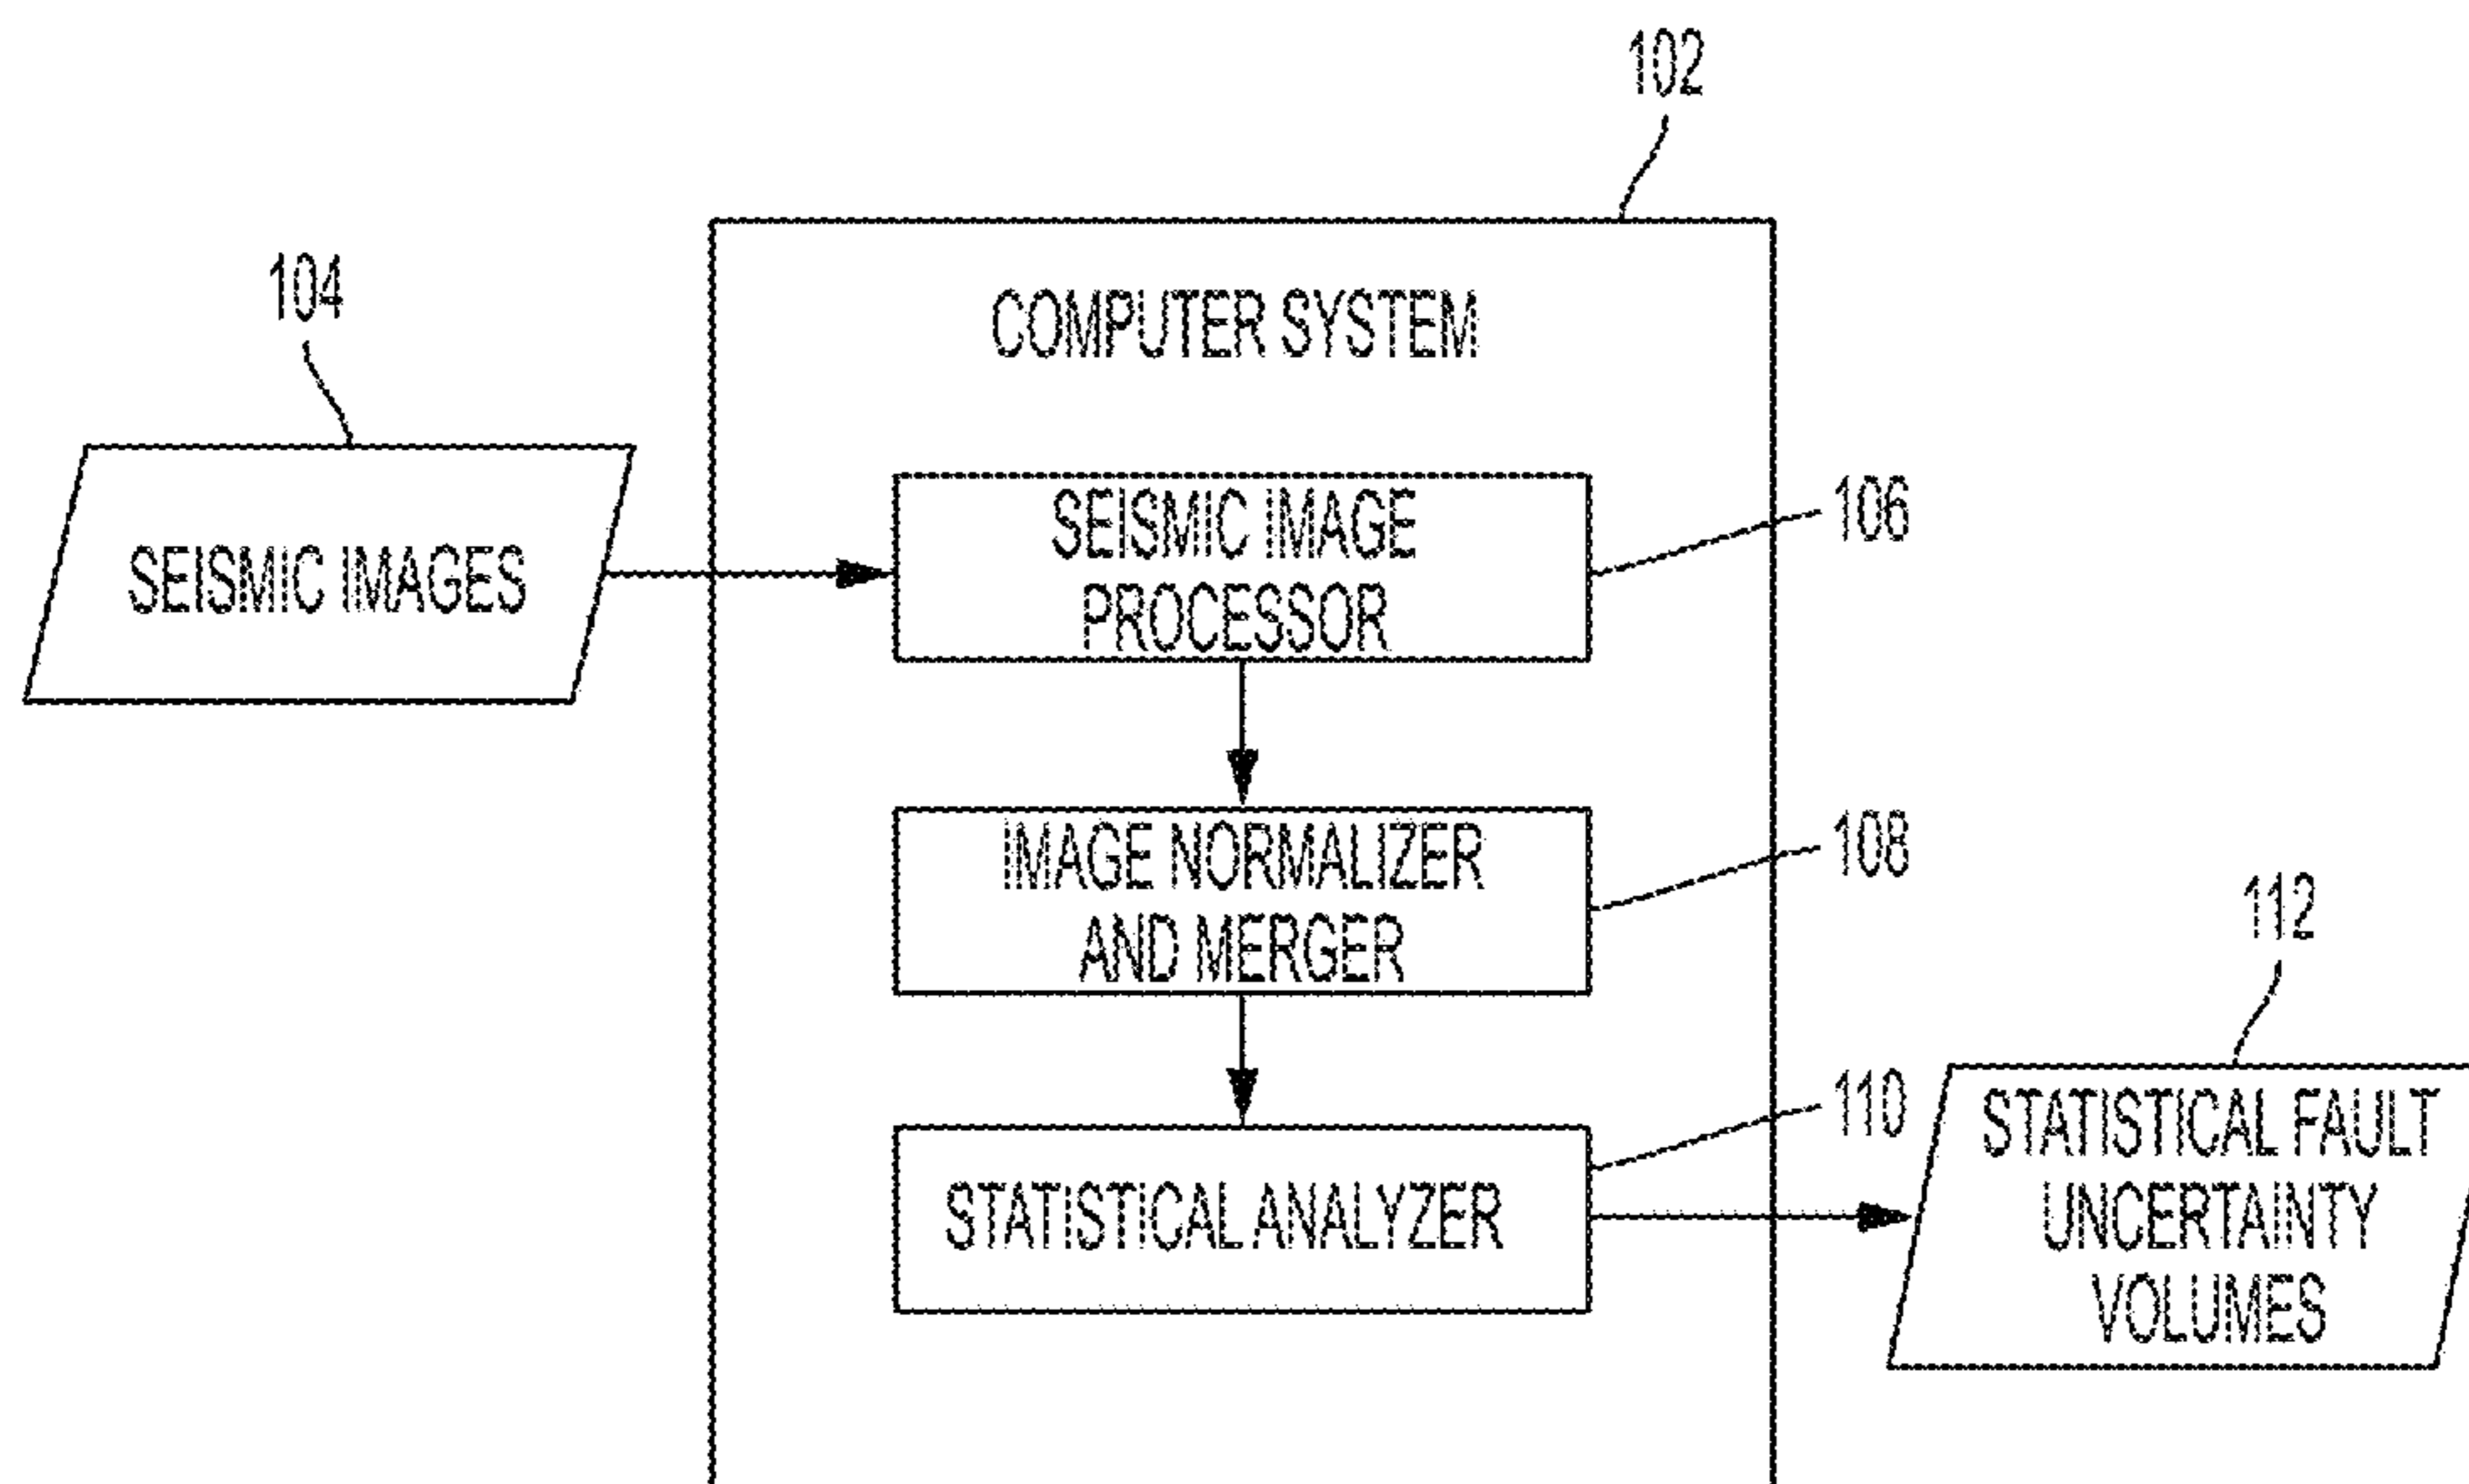 102
104
COMPUTER SYSTEM
SEISMIC IMAGES
SEISMIC IMAGE
PROCESSOR
106
IMAGE NORMALIZER
AND MERGER
108
112
STATISTICAL ANALYZER
110
STATISTICAL FAULT
UNCERTAINTY
VOLUMES